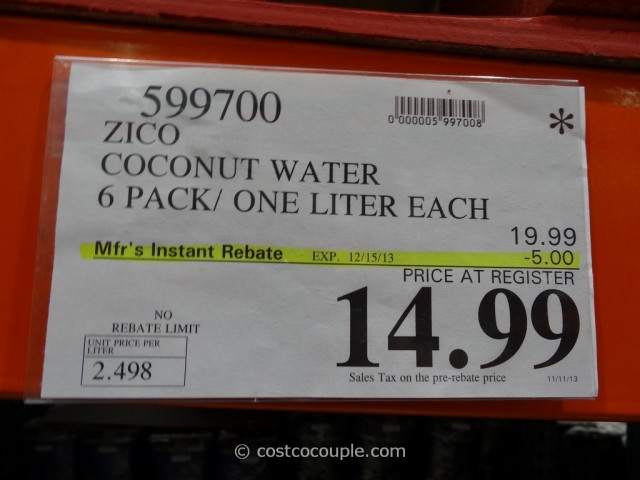 599700
0 000005 997008
*
ZICO
COCONUT WATER
6 PACK/ ONE LITER EACH
19.99
Mfr's Instant Rebate EXP. 12/15/13 -5.00
PRICE AT REGISTER
14.99
NO
REBATE LIMIT
UNIT PRICE PER
LITER
2.498
Sales Tax on the pre-rebate price
11/11/13
© costcocouple.com